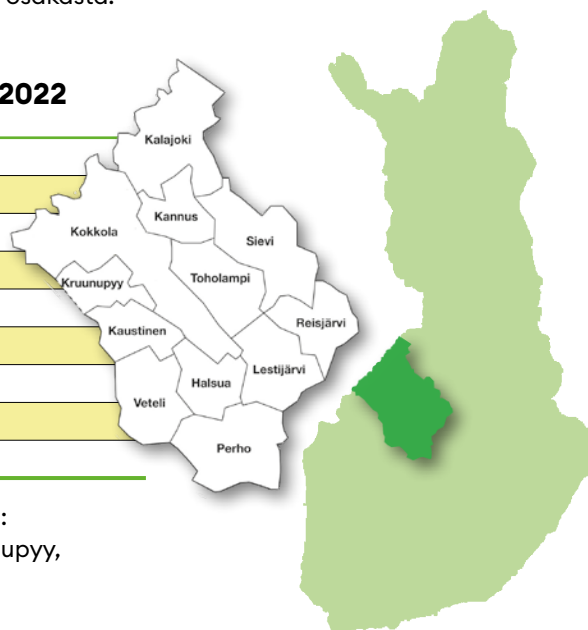 osakasta.
2022
Kalajoki
Kannus
Kokkola
Sievi
Toholampi
Kruunupyy
Reisjärvi
Kaustinen
Lestijärvi
Halsua
Veteli
Perho
:
upyy,